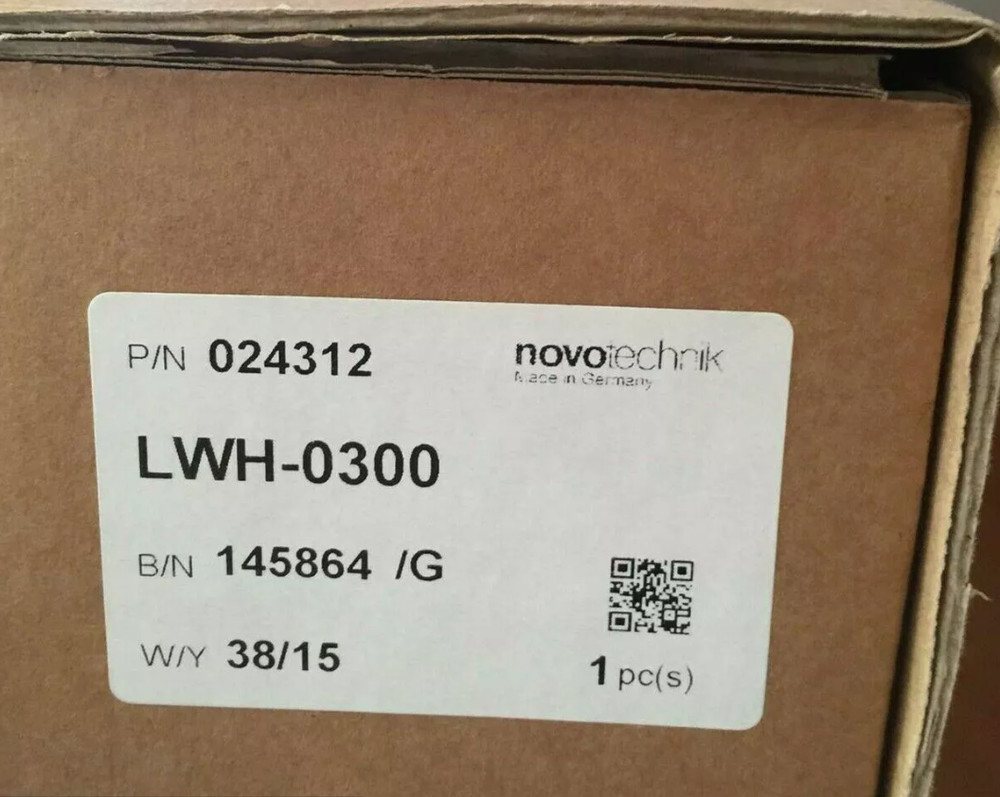 P/N 024312
novotechnik
Made in Germany
LWH-0300
B/N 145864 /G
W/Y 38/15
1 pc(s)